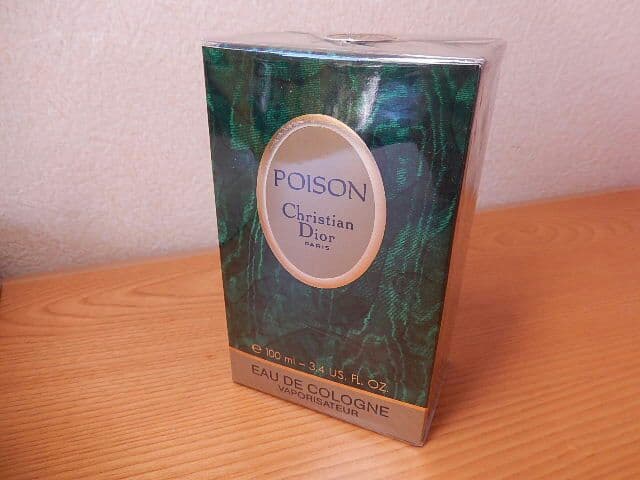 POISON
Christian
Dior
PARIS
e 100 ml – 3.4 US. FL. OZ.
EAU DE COLOGNE
VAPORISATEUR